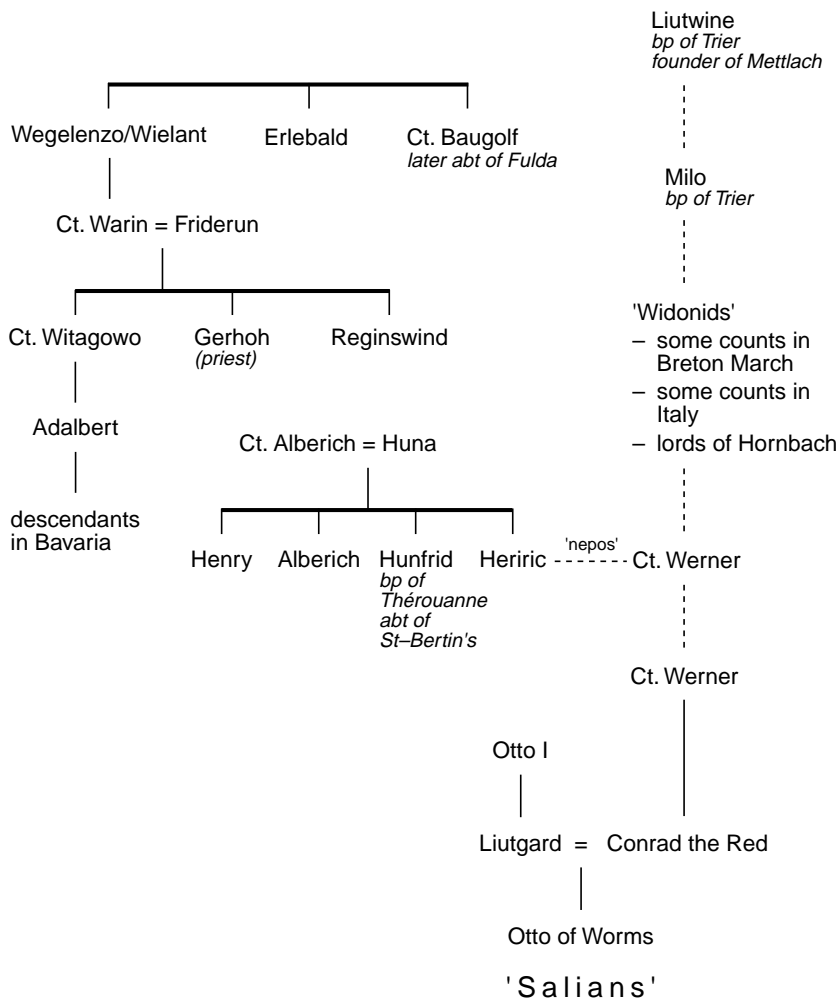 Liutwine
bp of Trier
founder of Mettlach
Wegelenzo/Wielant
Erlebald
Ct. Baugolf
later abt of Fulda
Milo
bp of Trier
Ct. Warin = Friderun
'Widonids'
– some counts in
Breton March
– some counts in
Italy
– lords of Hornbach
Ct. Witagowo
Gerhoh
(priest)
Reginswind
Adalbert
descendants
in Bavaria
Ct. Alberich = Huna
Henry
Alberich
Hunfrid
bp of
Thérouanne
abt of
St–Bertin's
Heriric
'nepos'
Ct. Werner
Ct. Werner
Otto I
Liutgard = Conrad the Red
Otto of Worms
'Salians'